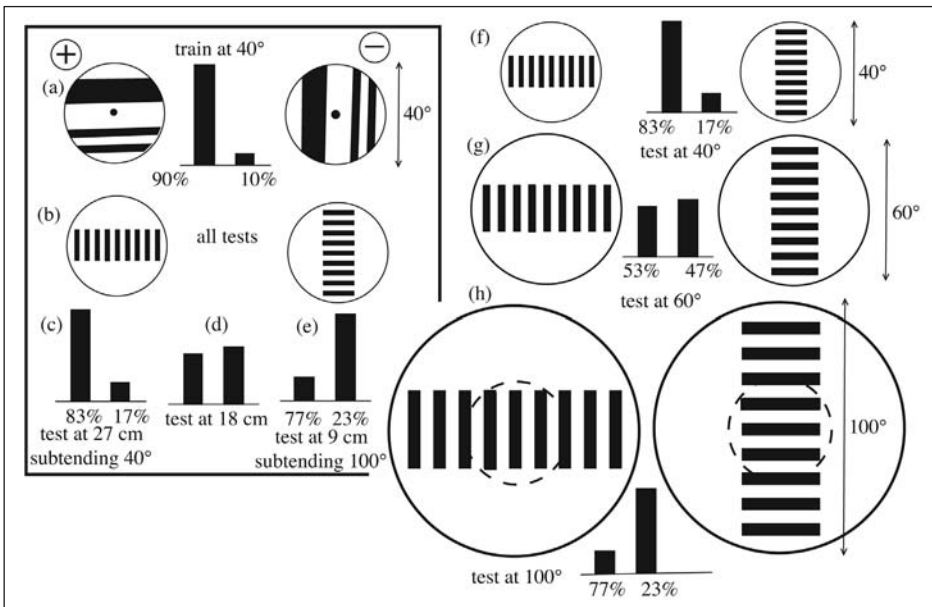 +
−
train at 40°
(a)
40°
90% 10%
(b)
all tests
(c)
(d)
(e)
83% 17%
test at 27 cm
subtending 40°
test at 18 cm
77% 23%
test at 9 cm
subtending 100°
(f)
40°
83% 17%
test at 40°
(g)
60°
53% 47%
test at 60°
(h)
100°
test at 100°
77% 23%